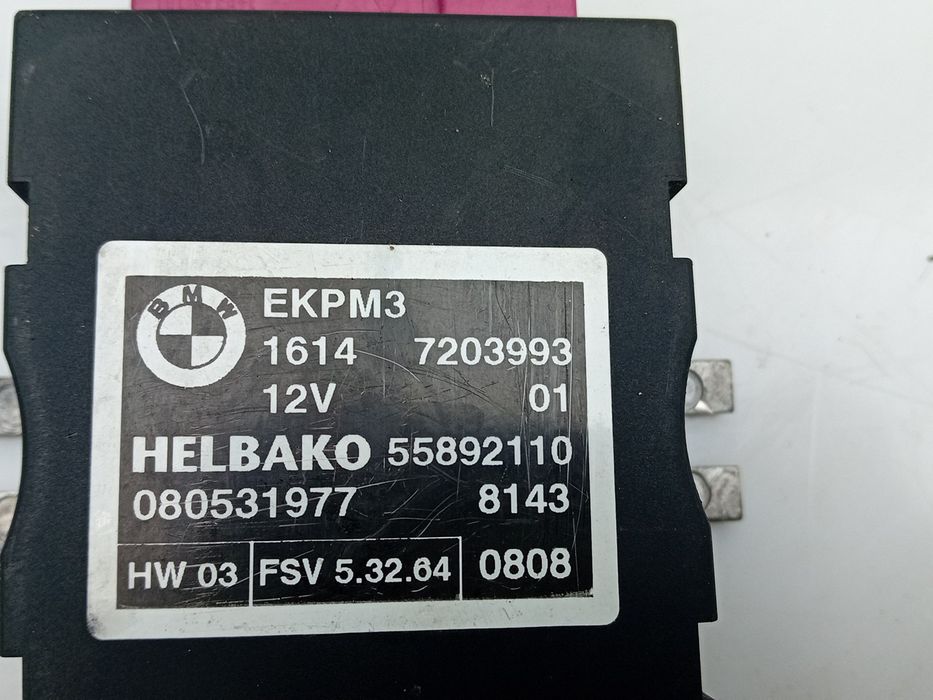 BMW
EKPM3
1614 7203993
12V 01
HELBAKO 55892110
080531977 8143
HW 03 FSV 5.32.64 0808